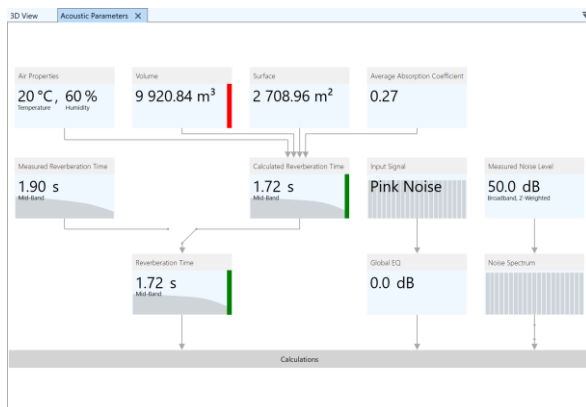 3D View Acoustic Parameters X
Air Properties Volume Surface Average Absorption Coefficient
20 °C, 60 % 9 920.84 m³ 2 708.96 m² 0.27
Temperature Humidity
Measured Reverberation Time Calculated Reverberation Time Input Signal Measured Noise Level
1.90 s 1.72 s Pink Noise 50.0 dB
Mid-Band Mid-Band Broadband, Z-Weighted
Reverberation Time Global EQ Noise Spectrum
1.72 s 0.0 dB
Mid-Band
Calculations